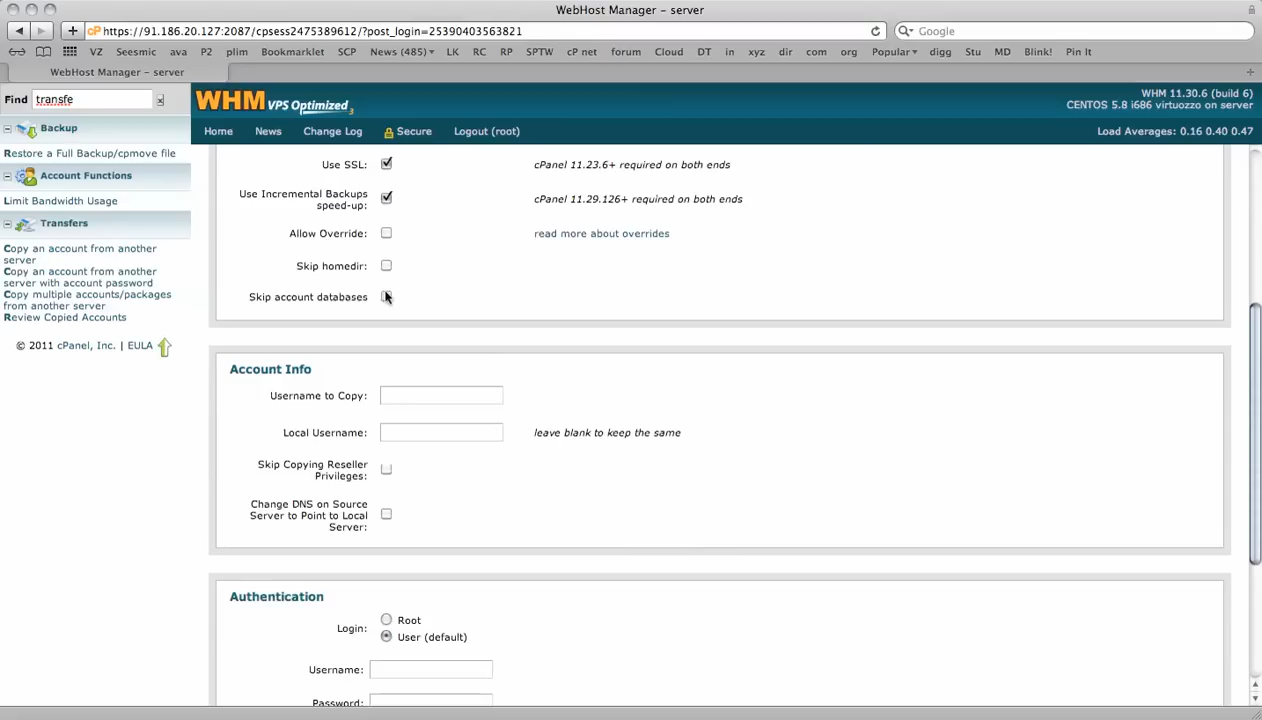 WebHost Manager – server
cP https://91.186.20.127:2087/cpsess2475389612/?post_login=25390403563821
Google
VZ Seesmic ava P2 plim Bookmarklet SCP News (485) LK RC RP SPTW cP net forum Cloud DT in xyz dir com org Popular digg Stu MD Blink! Pin It
WebHost Manager – server
Find transfe x
WHM VPS Optimized 3
WHM 11.30.6 (build 6)
CENTOS 5.8 i686 virtuozzo on server
Home News Change Log Secure Logout (root)
Load Averages: 0.16 0.40 0.47
Backup
Restore a Full Backup/cpmove file
Account Functions
Limit Bandwidth Usage
Transfers
Copy an account from another
server
Copy an account from another
server with account password
Copy multiple accounts/packages
from another server
Review Copied Accounts
© 2011 cPanel, Inc. | EULA
Use SSL: cPanel 11.23.6+ required on both ends
Use Incremental Backups
speed-up: cPanel 11.29.126+ required on both ends
Allow Override: read more about overrides
Skip homedir:
Skip account databases
Account Info
Username to Copy:
Local Username: leave blank to keep the same
Skip Copying Reseller
Privileges:
Change DNS on Source
Server to Point to Local
Server:
Authentication
Root
Login:
User (default)
Username:
Password: